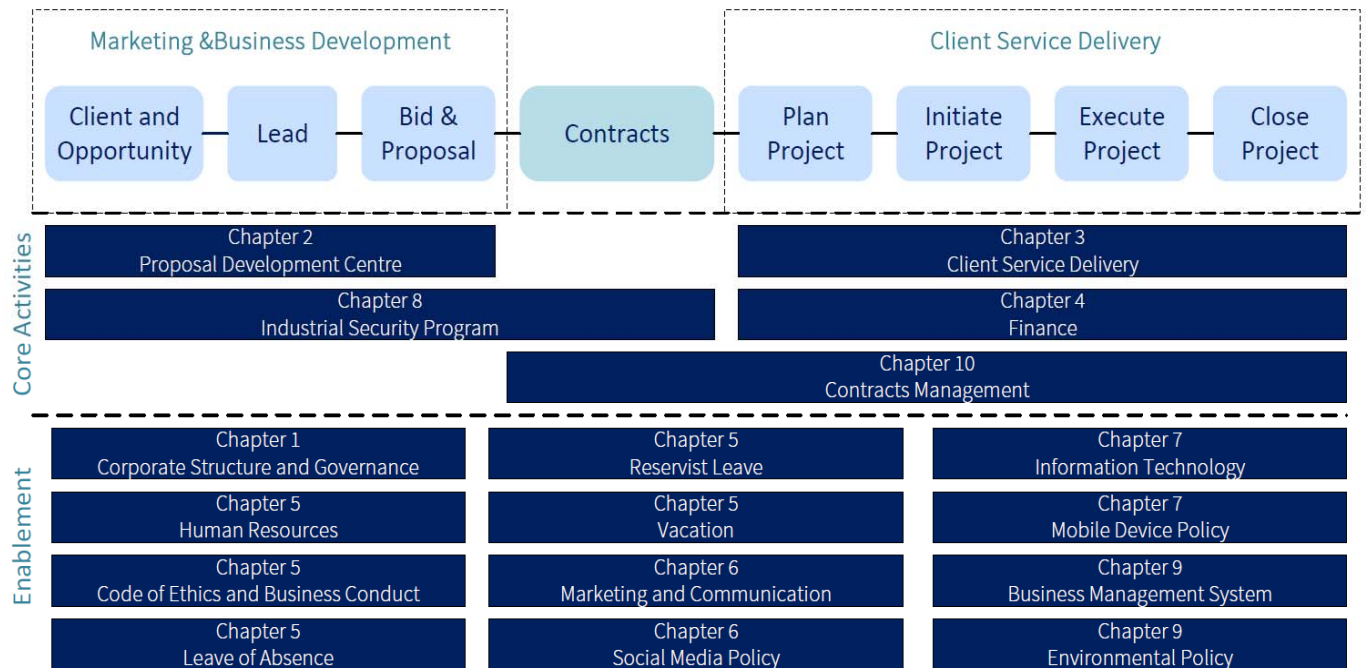 Marketing &Business Development
Client Service Delivery
Client and
Opportunity
Lead
Bid &
Proposal
Contracts
Plan
Project
Initiate
Project
Execute
Project
Close
Project
Core Activities
Chapter 2
Proposal Development Centre
Chapter 3
Client Service Delivery
Chapter 8
Industrial Security Program
Chapter 4
Finance
Chapter 10
Contracts Management
Enablement
Chapter 1
Corporate Structure and Governance
Chapter 5
Reservist Leave
Chapter 7
Information Technology
Chapter 5
Human Resources
Chapter 5
Vacation
Chapter 7
Mobile Device Policy
Chapter 5
Code of Ethics and Business Conduct
Chapter 6
Marketing and Communication
Chapter 9
Business Management System
Chapter 5
Leave of Absence
Chapter 6
Social Media Policy
Chapter 9
Environmental Policy